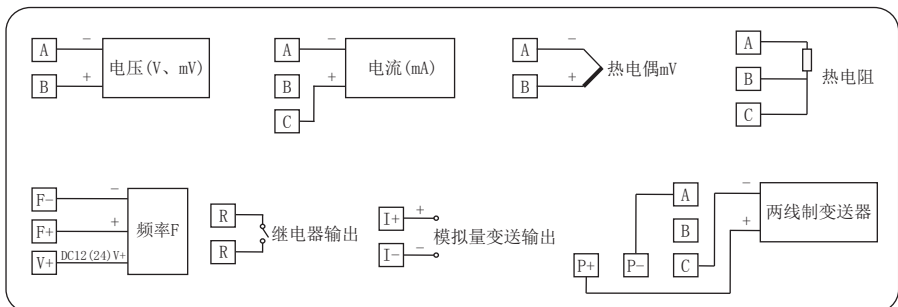 A − 电压(V、mV)
B +
A − 电流(mA)
B +
C
A − 热电偶mV
B +
A
B 热电阻
C
F− −
F+ + 频率F
V+ DC12(24)V+
R 继电器输出
R
I+ + 模拟量变送输出
I− −
A − 两线制变送器
B +
C
P+ P−